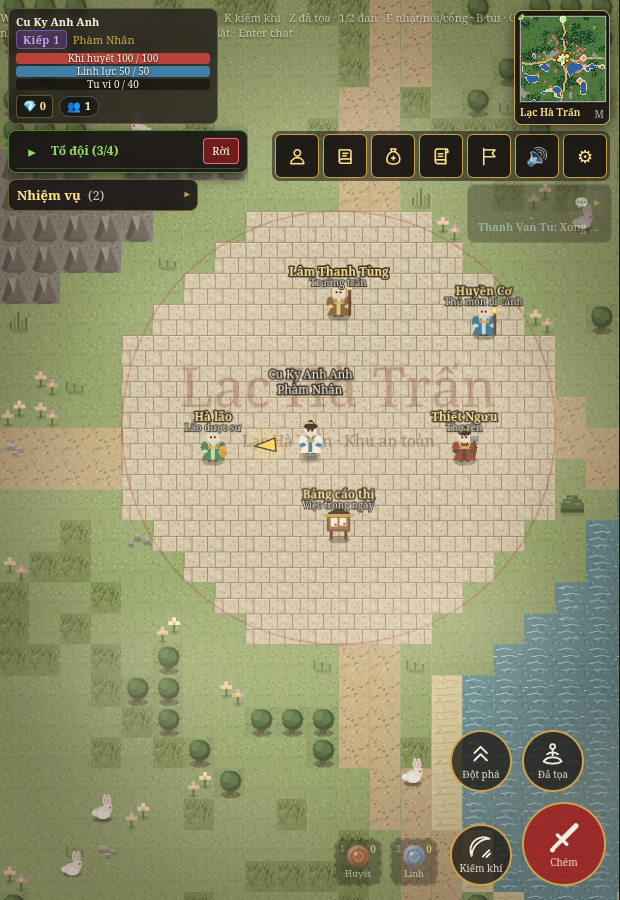 Cu Ky Anh Anh
Kiếp 1 Phàm Nhân
Khí huyết 100 / 100
Linh lực 50 / 50
Tu vi 0 / 40
💎 0 👥 1
K kiếm khí · Z đả tọa · 1/2 đan · F nhặt/nói/cổng · B túi ·
· Enter chat
Lạc Hà Trấn M
► Tổ đội (3/4) Rời
Nhiệm vụ (2) ►
Thanh Van Tu: Xong ...
Lâm Thanh Tùng
Trưởng trấn
Huyền Cơ
Thủ môn bí cảnh
Cu Ky Anh Anh
Phàm Nhân
Lạc Hà Trấn
Hà lão
Lão dược sư
Thiết Ngưu
Thợ rèn
Lạc Hà Trấn · Khu an toàn
Bảng cáo thị
Việc trong ngày
Đột phá
Đả tọa
Kiếm khí
Chém
1 0
Huyết
2 0
Linh